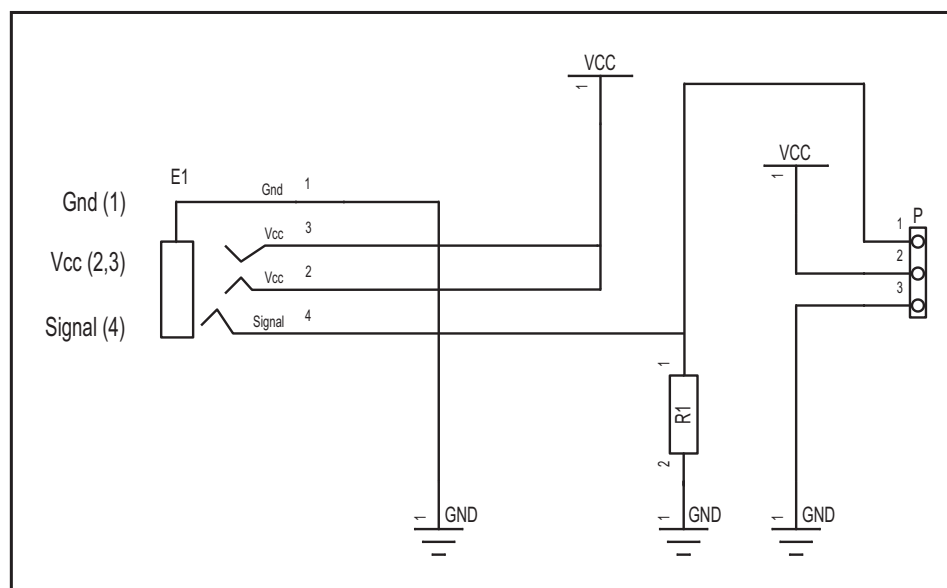 VCC
1
VCC
1
E1
Gnd (1)
Gnd 1
P
1
Vcc 3
2
Vcc (2,3)
Vcc 2
3
Signal (4)
Signal 4
1
R1
2
1 GND
1 GND
1 GND